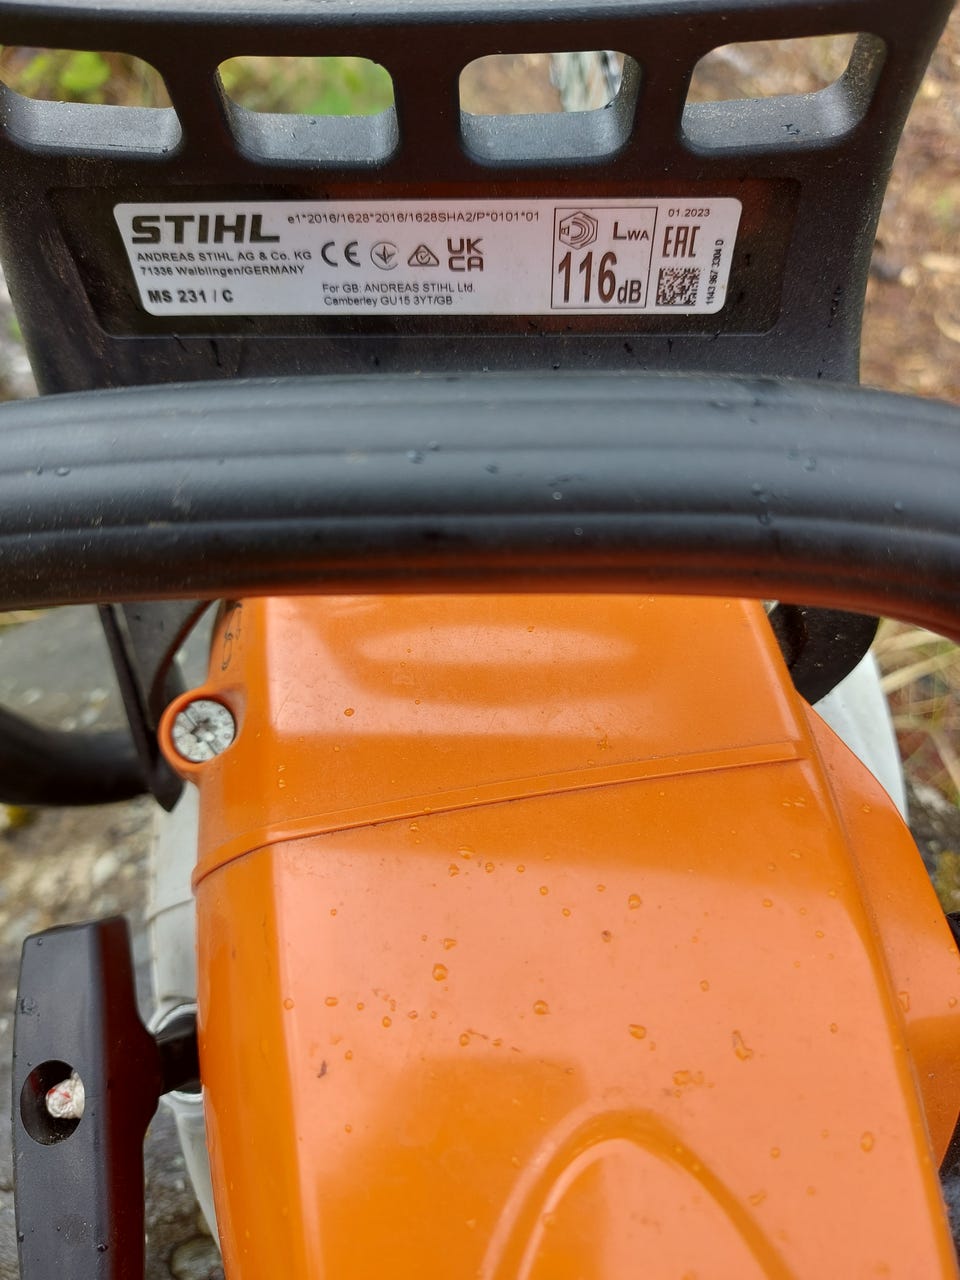 STIHL
ANDREAS STIHL AG & Co. KG
71336 Waiblingen/GERMANY
MS 231 / C
e1*2016/1628*2016/1628SHA2/P*0101*01
CE
UK
CA
For GB: ANDREAS STIHL Ltd.
Camberley GU15 3YT/GB
LWA
116dB
01.2023
EAC
1143 967 3304 D